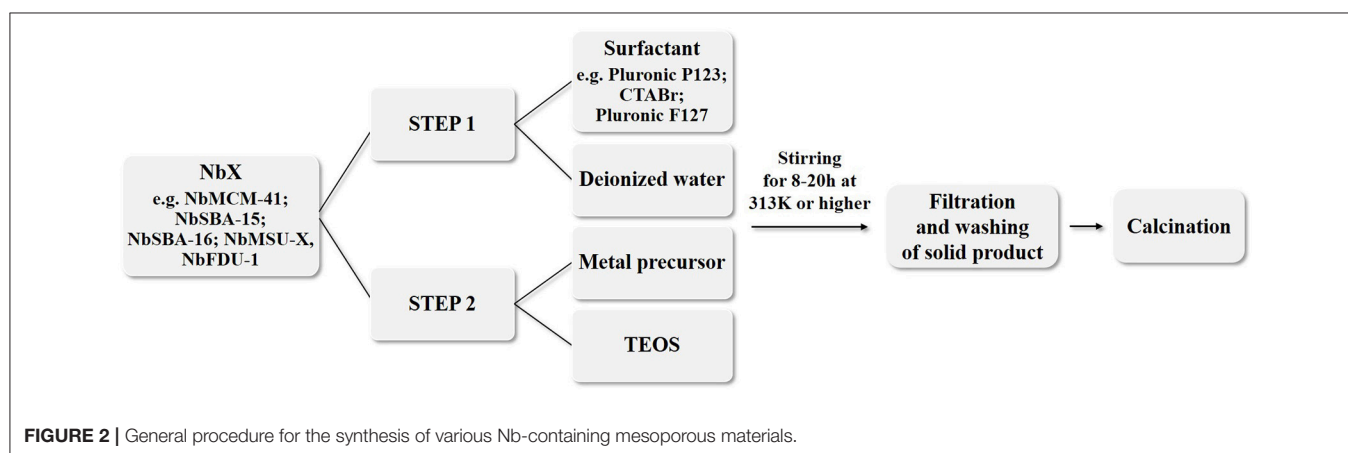 NbX
e.g. NbMCM-41;
NbSBA-15;
NbSBA-16; NbMSU-X,
NbFDU-1
STEP 1
STEP 2
Surfactant
e.g. Pluronic P123;
CTABr;
Pluronic F127
Deionized water
Metal precursor
TEOS
Stirring
for 8-20h at
313K or higher
Filtration
and washing
of solid product
Calcination
FIGURE 2 | General procedure for the synthesis of various Nb-containing mesoporous materials.